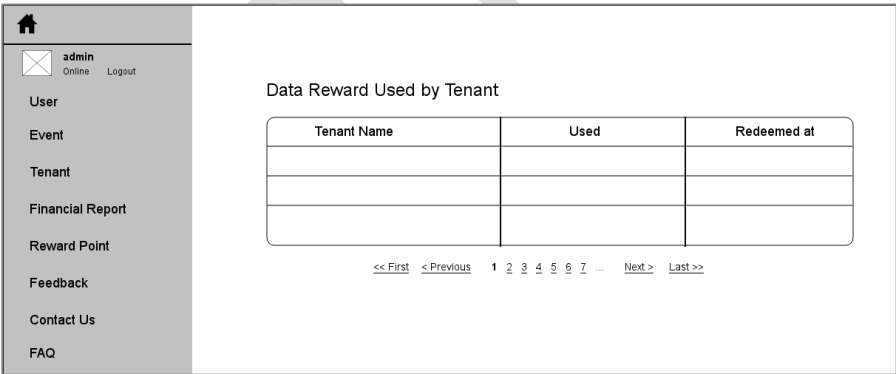 admin
Online Logout
User
Event
Tenant
Financial Report
Reward Point
Feedback
Contact Us
FAQ
Data Reward Used by Tenant
Tenant Name Used Redeemed at
<< First < Previous 1 2 3 4 5 6 7 ... Next > Last >>